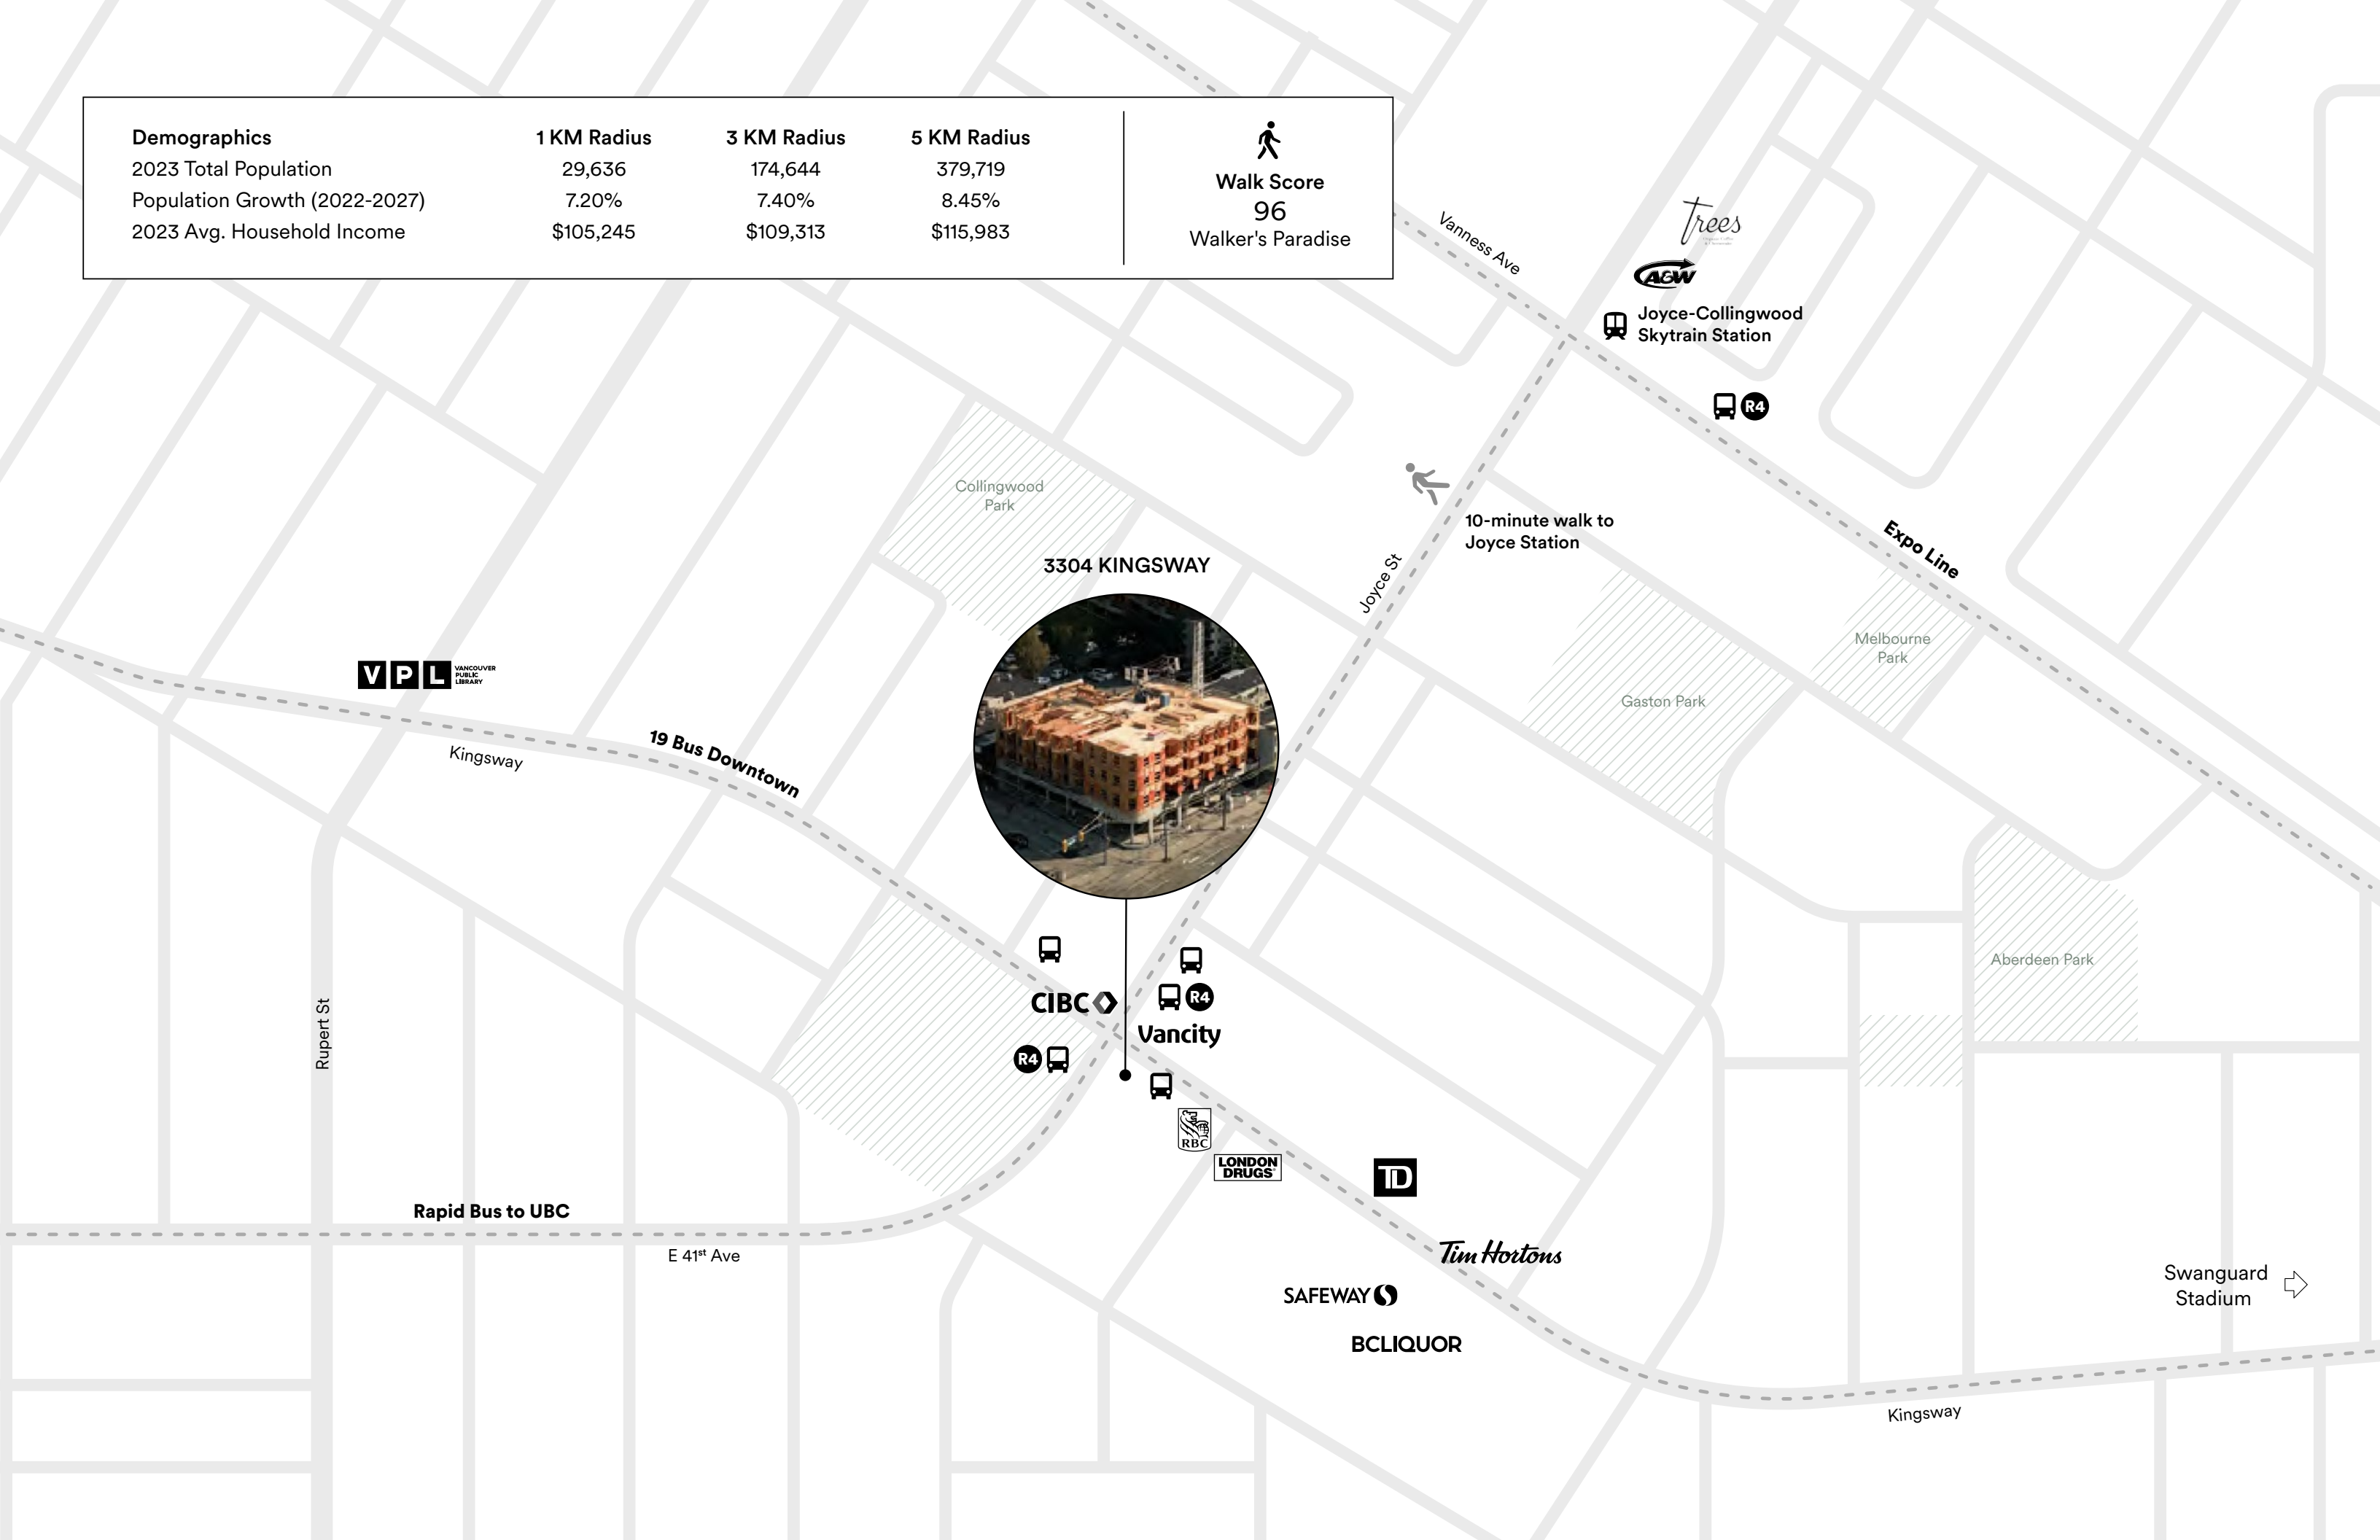 Demographics 1 KM Radius 3 KM Radius 5 KM Radius
2023 Total Population 29,636 174,644 379,719
Population Growth (2022-2027) 7.20% 7.40% 8.45%
2023 Avg. Household Income $105,245 $109,313 $115,983
Walk Score
96
Walker's Paradise
Vanness Ave
Trees
A&W
Joyce-Collingwood
Skytrain Station
R4
Collingwood
Park
10-minute walk to
Joyce Station
Expo Line
3304 KINGSWAY
Joyce St
Melbourne
Park
Gaston Park
VPL VANCOUVER
PUBLIC
LIBRARY
19 Bus Downtown
Kingsway
Aberdeen Park
CIBC
R4
Vancity
R4
Rupert St
RBC
LONDON
DRUGS
TD
Rapid Bus to UBC
E 41st Ave
Tim Hortons
SAFEWAY
BCLIQUOR
Swanguard
Stadium
Kingsway